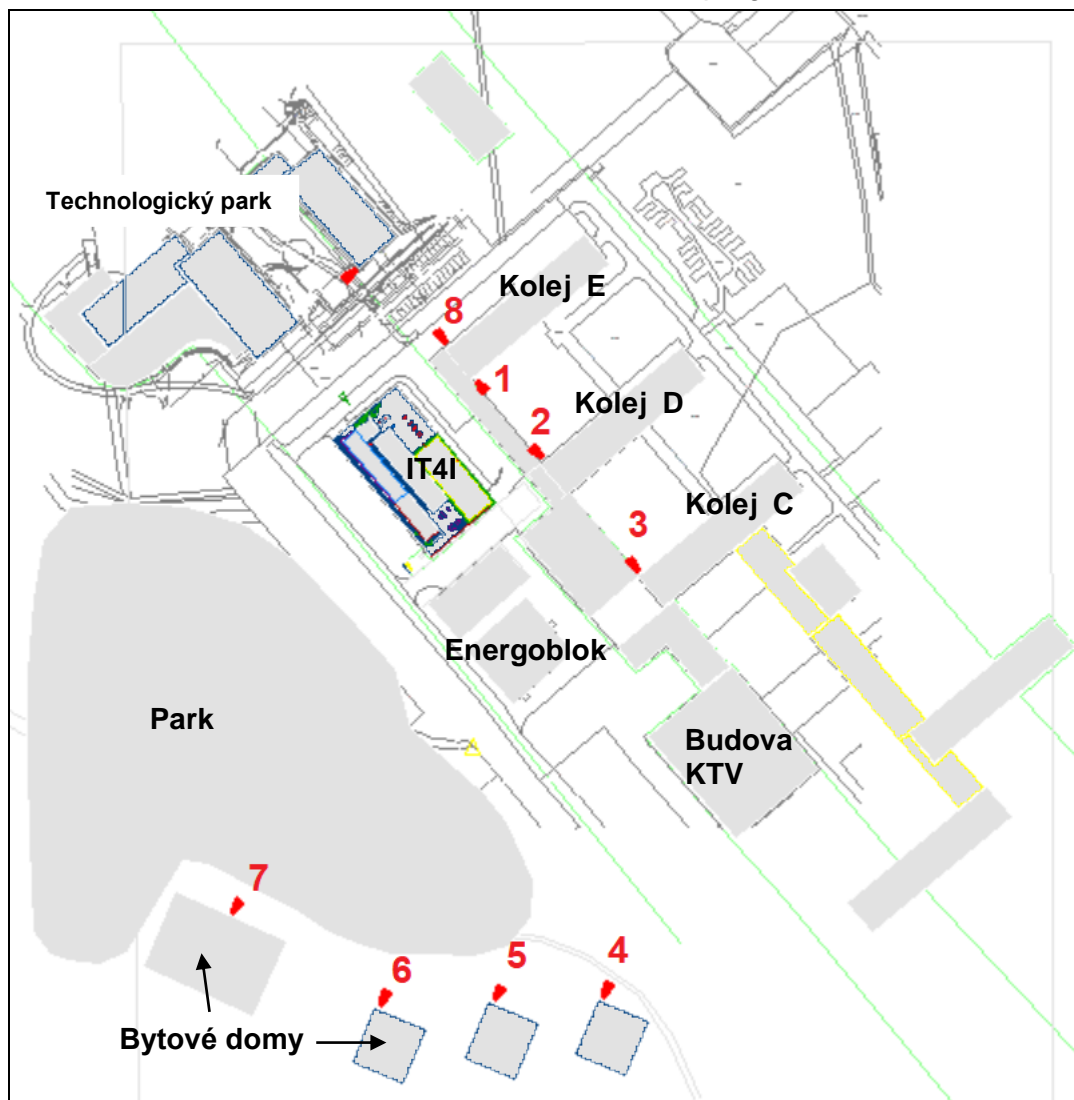 Technologický park
Kolej E
8
1
Kolej D
2
IT4I
Kolej C
3
Energoblok
Park
Budova
KTV
7
6
5
4
Bytové domy